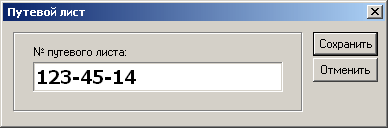 Путевой лист
№ путевого листа:
123-45-14
Сохранить
Отменить